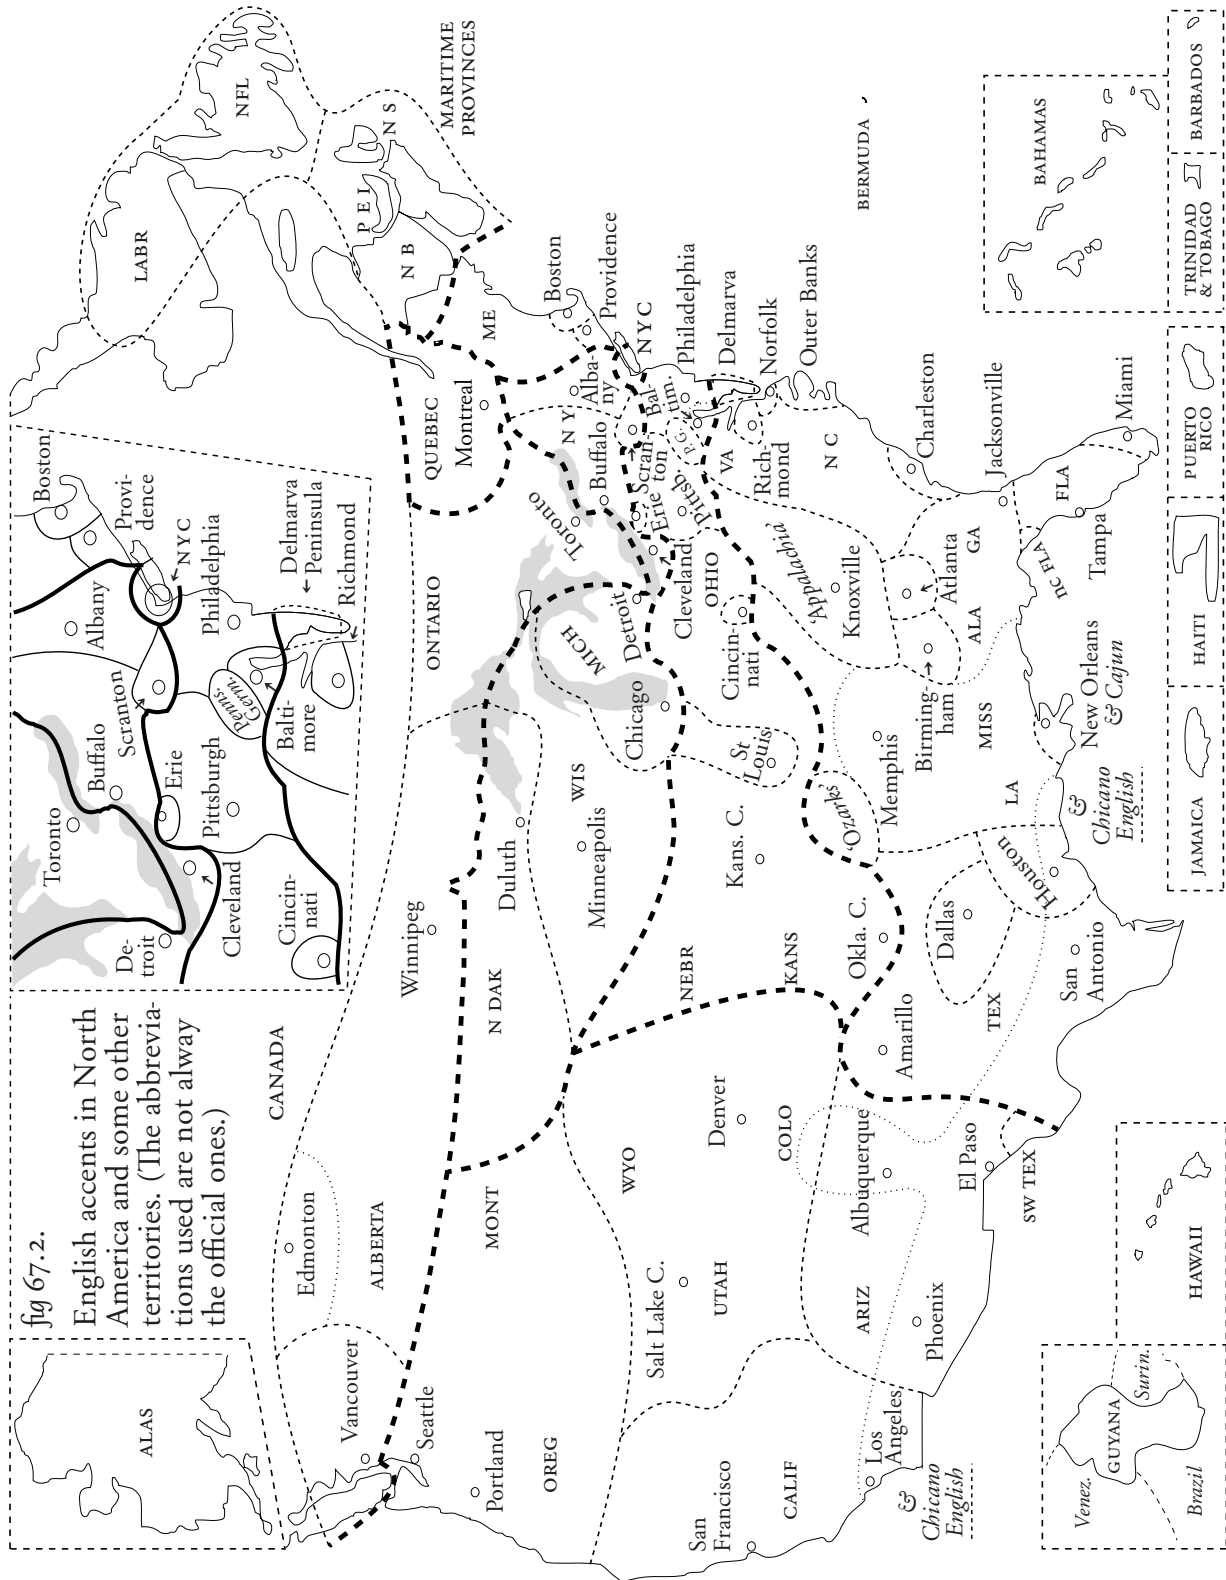 fig 67.2.
English accents in North
America and some other
territories. (The abbrevia-
tions used are not alway
the official ones.)
ALAS
Toronto
Buffalo
Albany
Boston
Provi-
dence
NYC
De-
troit
Scranton
Erie
Cleveland
Pittsburgh
Penns.
Germ.
Philadelphia
Cincin-
nati
Balti-
more
Delmarva
Peninsula
Richmond
LABR
NFL
CANADA
Edmonton
ALBERTA
Vancouver
Winnipeg
ONTARIO
QUEBEC
Montreal
PEI
N B
N S
MARITIME
PROVINCES
Seattle
Portland
OREG
MONT
N DAK
Duluth
Minneapolis
WIS
MICH
Detroit
Chicago
Toronto
Buffalo
N Y
Alba-
ny
ME
Boston
Providence
NYC
Philadelphia
Delmarva
Norfolk
Outer Banks
Scran-
ton
Erie
Pittsb.
P. G.
Bal-
tim.
Cleveland
OHIO
Cincin-
nati
VA
Rich-
mond
N C
San
Francisco
CALIF
Salt Lake C.
UTAH
WYO
Denver
COLO
NEBR
KANS
Kans. C.
St
Louis
'Ozarks'
'Appalachia'
Knoxville
Charleston
Los
Angeles
&
Chicano
English
ARIZ
Phoenix
Albuquerque
El Paso
SW TEX
Amarillo
Okla. C.
TEX
Dallas
Houston
San
Antonio
Memphis
Birming-
ham
Atlanta
GA
ALA
MISS
LA
New Orleans
& Cajun
&
Chicano
English
Jacksonville
nc FLA
FLA
Tampa
Miami
BERMUDA
BAHAMAS
Venez.
GUYANA
Surin.
Brazil
HAWAII
JAMAICA
HAITI
PUERTO
RICO
TRINIDAD
& TOBAGO
BARBADOS